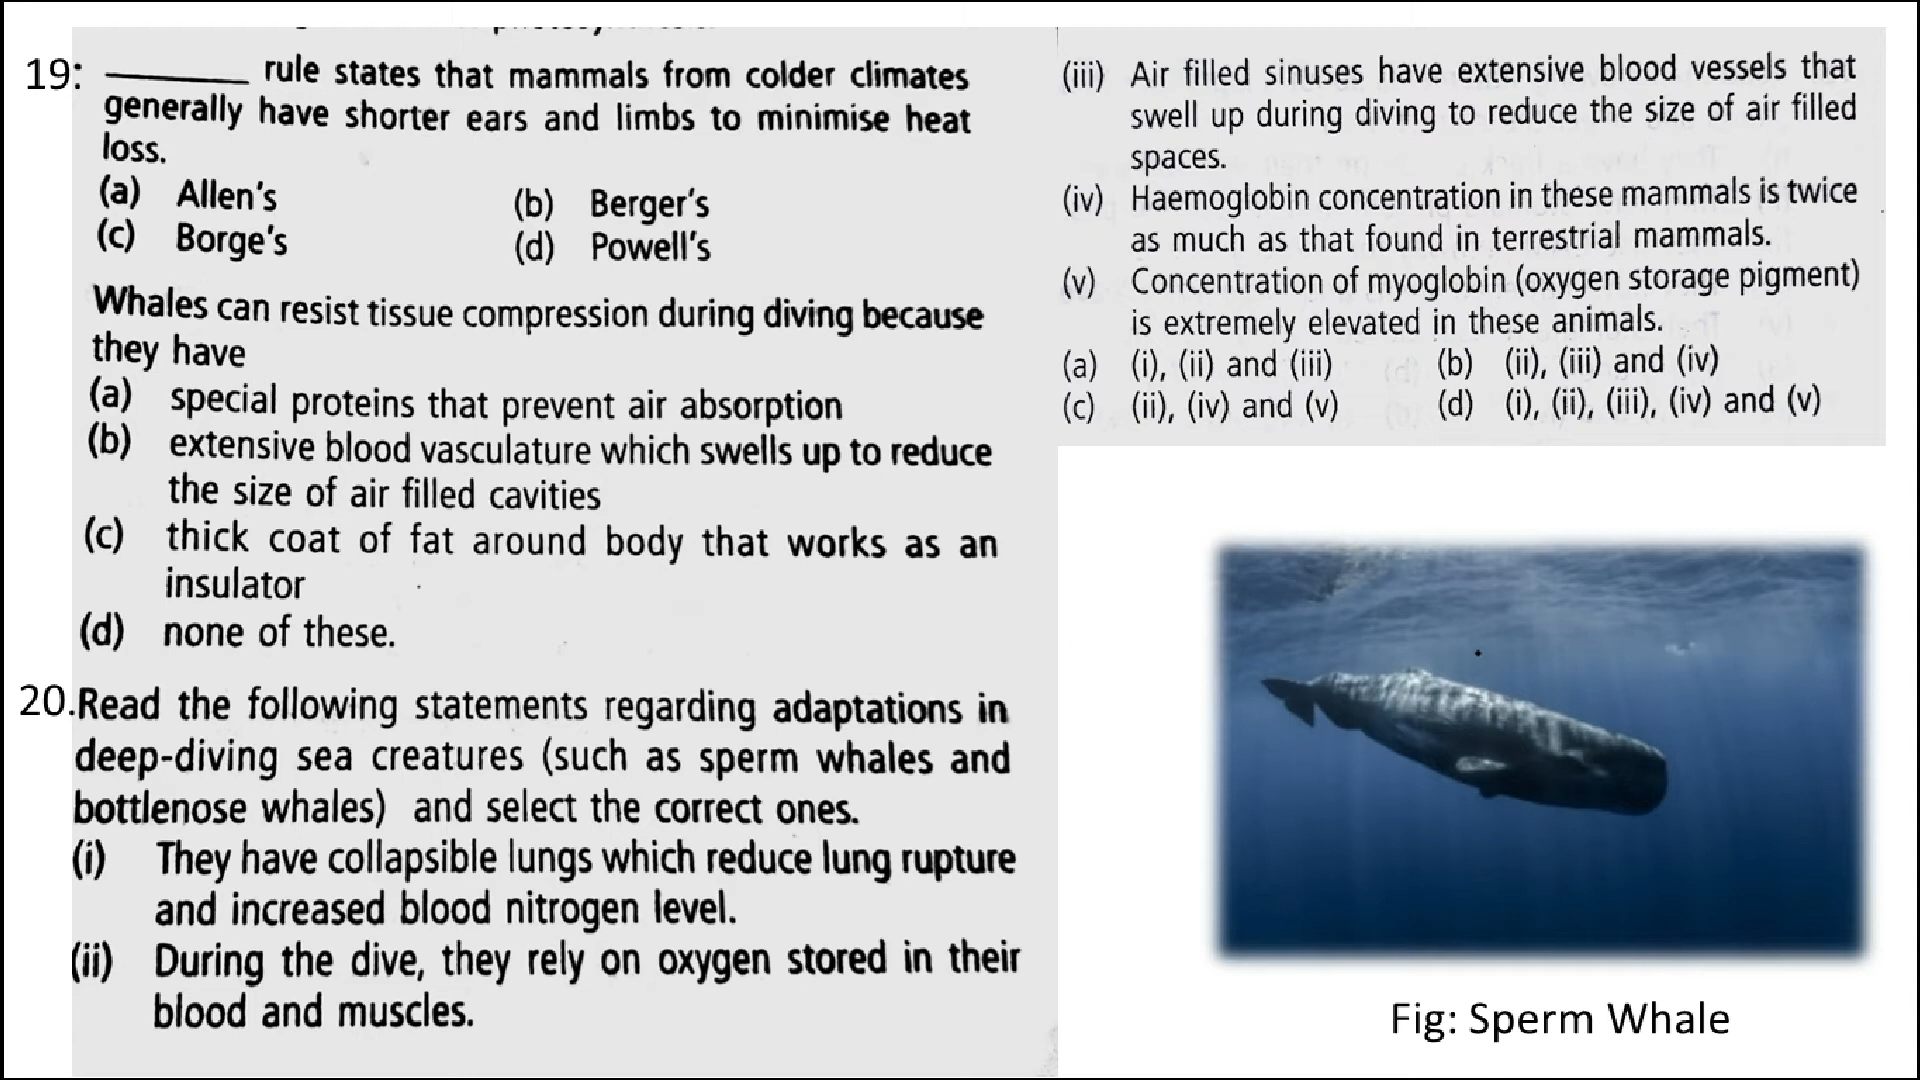 19: ________ rule states that mammals from colder climates
generally have shorter ears and limbs to minimise heat
loss.
(a) Allen's (b) Berger's
(c) Borge's (d) Powell's
Whales can resist tissue compression during diving because
they have
(a) special proteins that prevent air absorption
(b) extensive blood vasculature which swells up to reduce
the size of air filled cavities
(c) thick coat of fat around body that works as an
insulator
(d) none of these.
20. Read the following statements regarding adaptations in
deep-diving sea creatures (such as sperm whales and
bottlenose whales) and select the correct ones.
(i) They have collapsible lungs which reduce lung rupture
and increased blood nitrogen level.
(ii) During the dive, they rely on oxygen stored in their
blood and muscles.
(iii) Air filled sinuses have extensive blood vessels that
swell up during diving to reduce the size of air filled
spaces.
(iv) Haemoglobin concentration in these mammals is twice
as much as that found in terrestrial mammals.
(v) Concentration of myoglobin (oxygen storage pigment)
is extremely elevated in these animals.
(a) (i), (ii) and (iii) (b) (ii), (iii) and (iv)
(c) (ii), (iv) and (v) (d) (i), (ii), (iii), (iv) and (v)
Fig: Sperm Whale